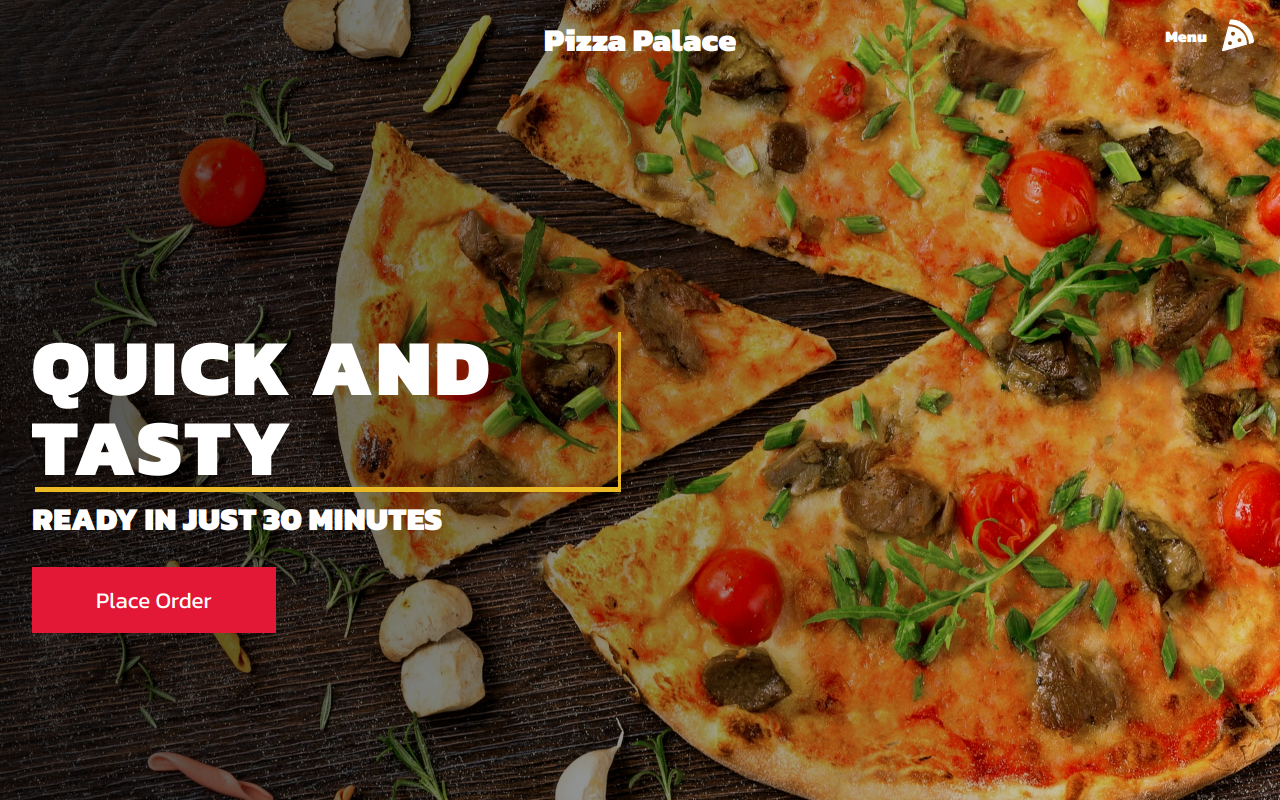 Pizza Palace
Menu
QUICK AND
TASTY
READY IN JUST 30 MINUTES
Place Order